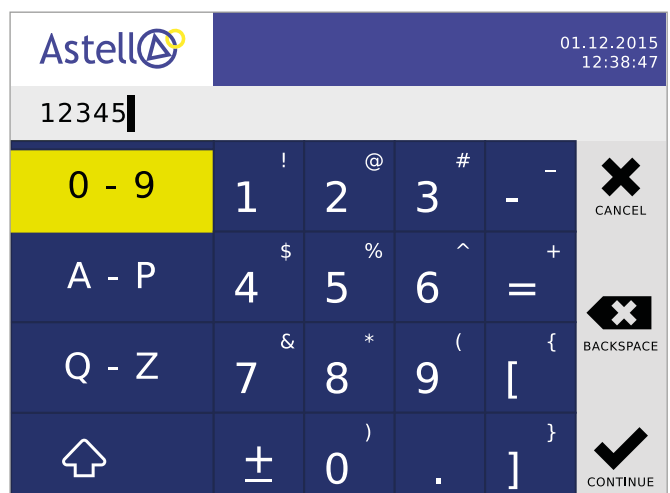 Astell
01.12.2015
12:38:47
12345
0 - 9
1 !
2 @
3 #
- _
CANCEL
A - P
4 $
5 %
6 ^
= +
BACKSPACE
Q - Z
7 &
8 *
9 (
[ {
±
0 )
.
] }
CONTINUE